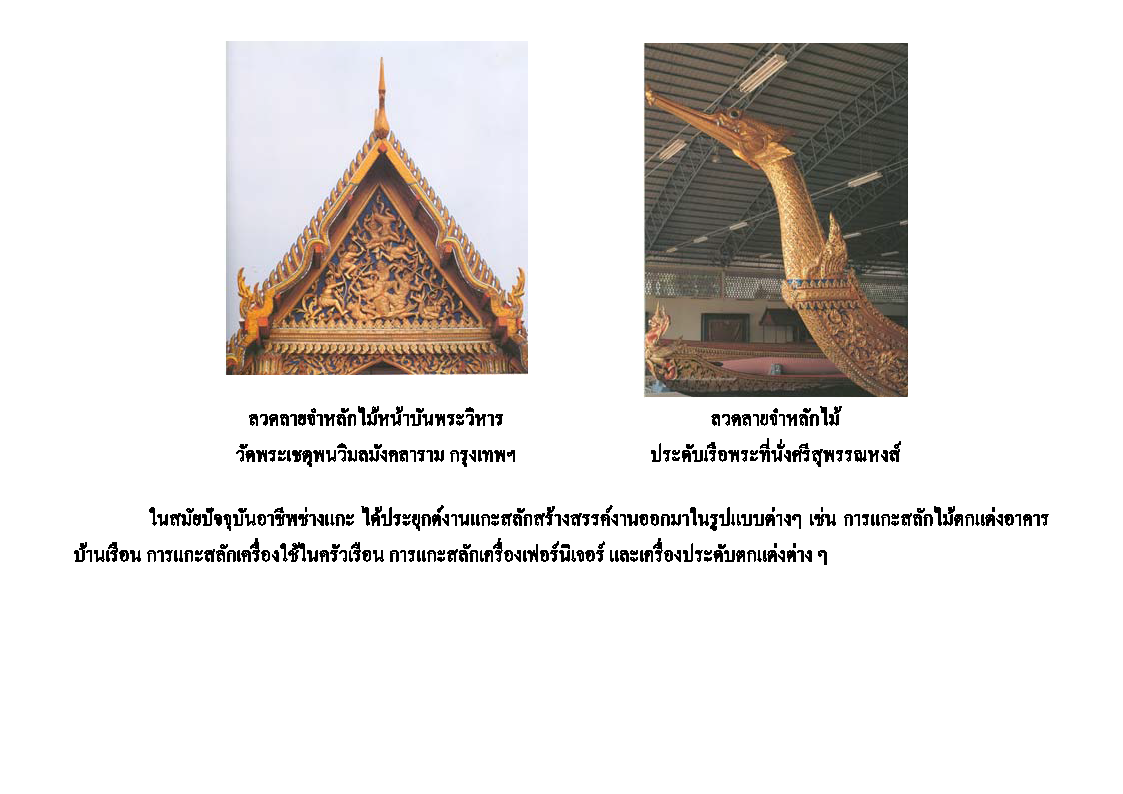 ลวดลายจำหลักไม้หน้าบันพระวิหาร
วัดพระเชตุพนวิมลมังคลาราม กรุงเทพฯ
ลวดลายจำหลักไม้
ประดับเรือพระที่นั่งศรีสุพรรณหงส์
ในสมัยปัจจุบันอาชีพช่างแกะ ได้ประยุกต์งานแกะสลักสร้างสรรค์งานออกมาในรูปแบบต่างๆ เช่น การแกะสลักไม้ตกแต่งอาคาร
บ้านเรือน การแกะสลักเครื่องใช้ในครัวเรือน การแกะสลักเครื่องเฟอร์นิเจอร์ และเครื่องประดับตกแต่งต่าง ๆ